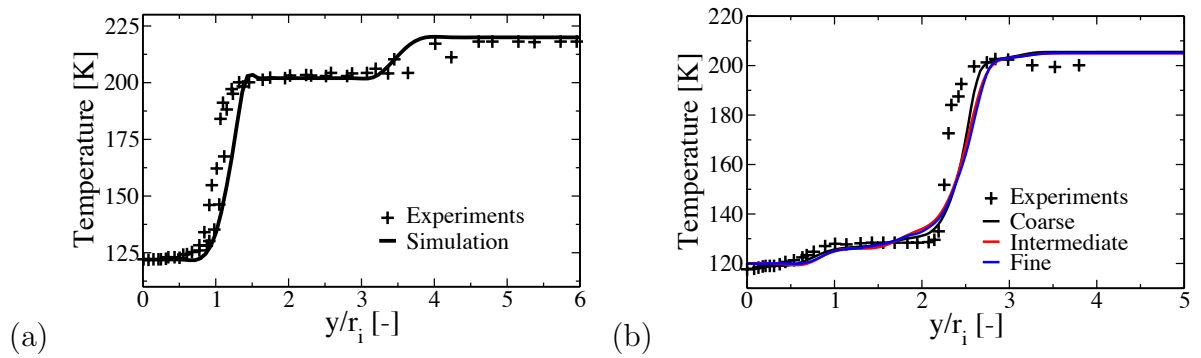 225
200
175
150
125
Temperature [K]
Experiments
Simulation
0 1 2 3 4 5 6
y/r_i [-]
(a)
220
200
180
160
140
120
Temperature [K]
Experiments
Coarse
Intermediate
Fine
0 1 2 3 4 5
y/r_i [-]
(b)